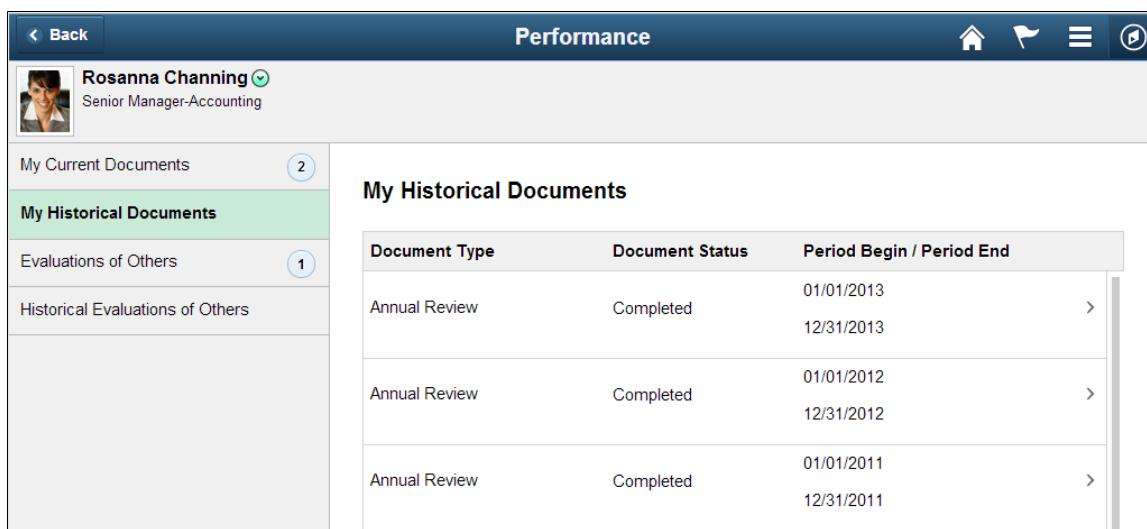 Back
Performance
Rosanna Channing
Senior Manager-Accounting
My Current Documents 2
My Historical Documents
Evaluations of Others 1
Historical Evaluations of Others
My Historical Documents
Document Type Document Status Period Begin / Period End
Annual Review Completed 01/01/2013
12/31/2013
Annual Review Completed 01/01/2012
12/31/2012
Annual Review Completed 01/01/2011
12/31/2011